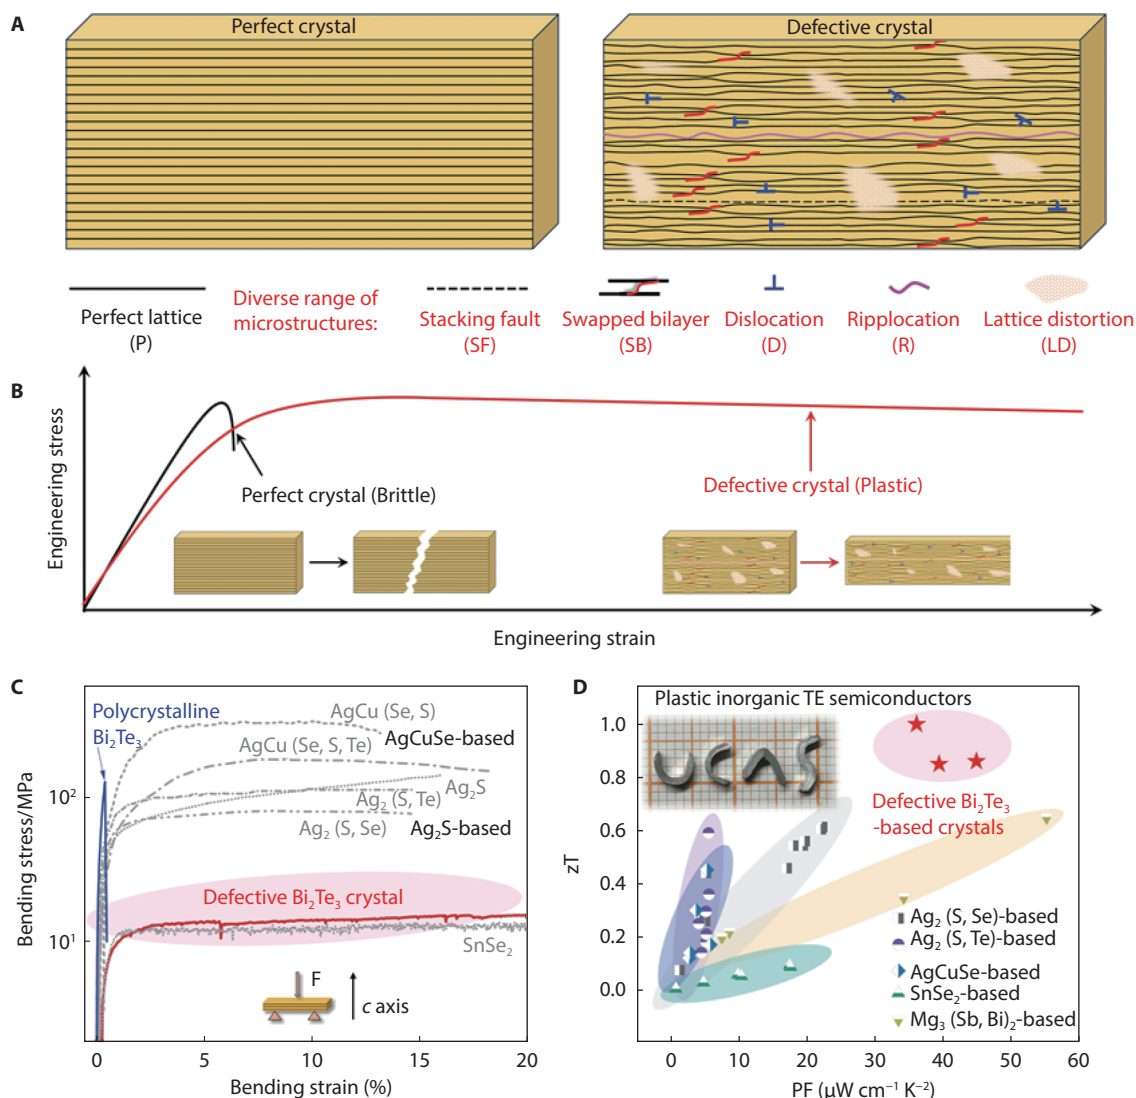 A
Perfect crystal
Defective crystal
Perfect lattice
(P)
Diverse range of
microstructures:
Stacking fault
(SF)
Swapped bilayer
(SB)
Dislocation
(D)
Ripplocation
(R)
Lattice distortion
(LD)
B
Engineering stress
Perfect crystal (Brittle)
Defective crystal (Plastic)
Engineering strain
C
Polycrystalline
Bi₂Te₃
AgCu (Se, S)
AgCuSe-based
AgCu (Se, S, Te)
Ag₂S
Ag₂ (S, Te)
Ag₂ (S, Se)
Ag₂S-based
Defective Bi₂Te₃ crystal
SnSe₂
F
c axis
Bending stress/MPa
10²
10¹
0
5
10
15
20
Bending strain (%)
D
Plastic inorganic TE semiconductors
UCAS
Defective Bi₂Te₃
-based crystals
Ag₂ (S, Se)-based
Ag₂ (S, Te)-based
AgCuSe-based
SnSe₂-based
Mg₃ (Sb, Bi)₂-based
zT
1.0
0.8
0.6
0.4
0.2
0.0
0
10
20
30
40
50
60
PF (μW cm⁻¹ K⁻²)